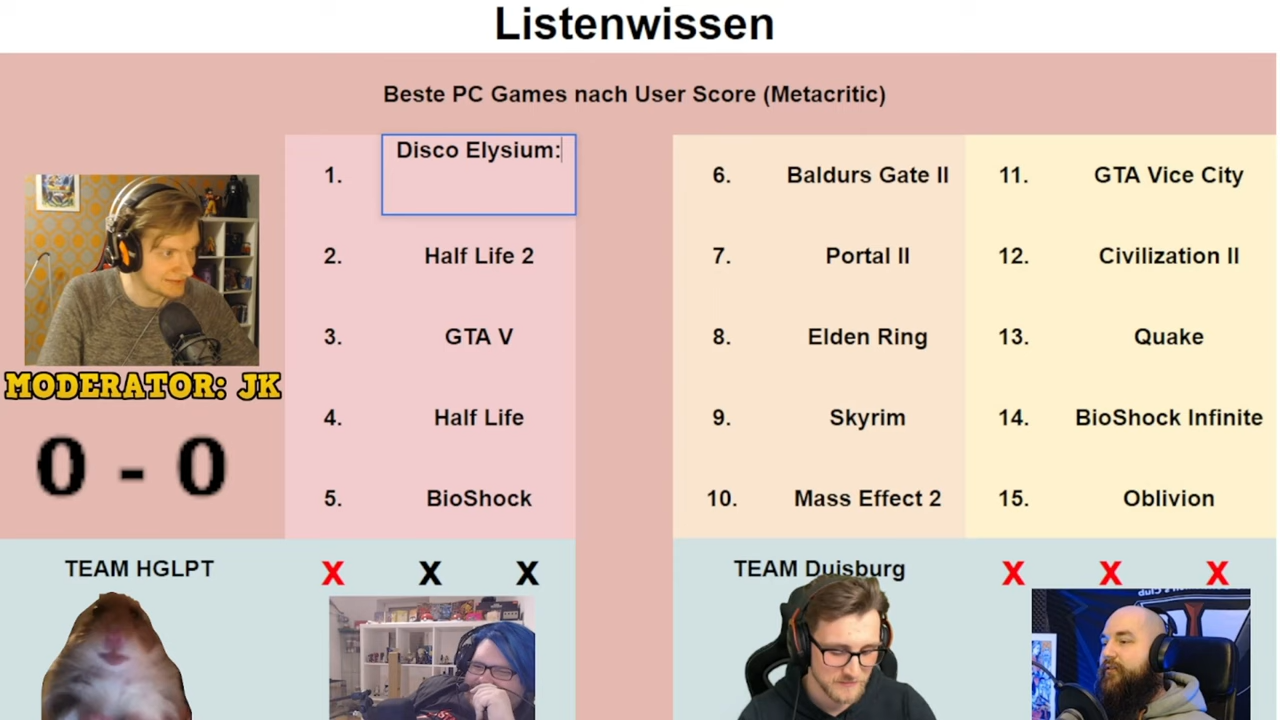 Listenwissen
Beste PC Games nach User Score (Metacritic)
1. Disco Elysium:
2. Half Life 2
3. GTA V
4. Half Life
5. BioShock
6. Baldurs Gate II
7. Portal II
8. Elden Ring
9. Skyrim
10. Mass Effect 2
11. GTA Vice City
12. Civilization II
13. Quake
14. BioShock Infinite
15. Oblivion
MODERATOR: JK
0 - 0
TEAM HGLPT X X X
TEAM Duisburg X X X